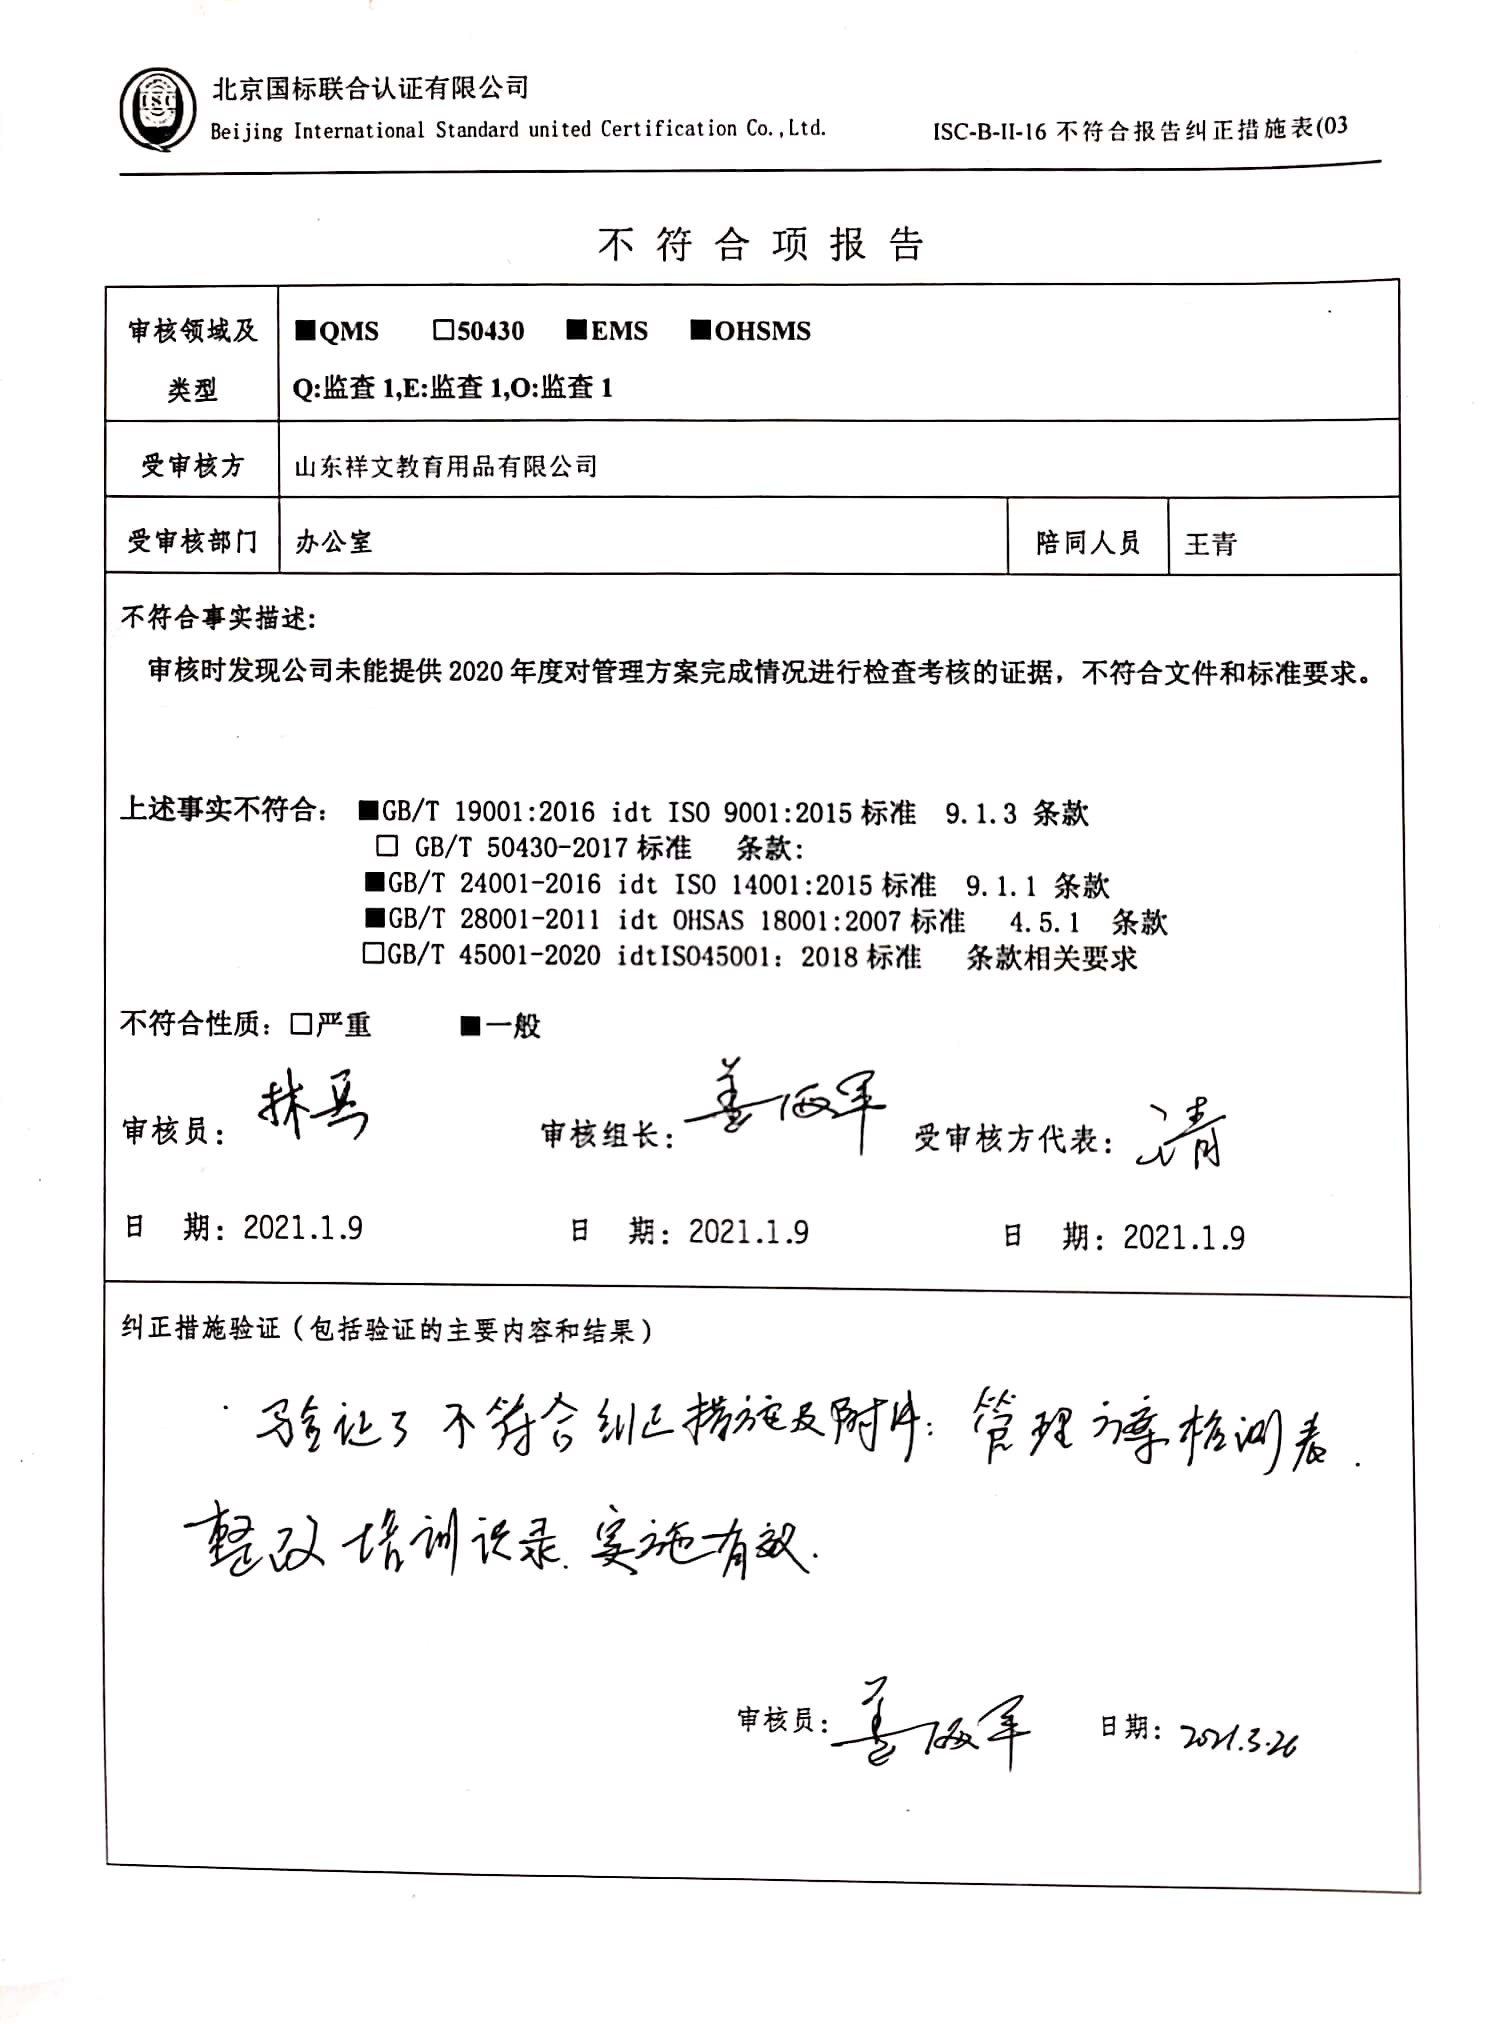 ISC
北京国标联合认证有限公司
Beijing International Standard united Certification Co.,Ltd.
ISC-B-II-16 不符合报告纠正措施表(03
不符合项报告
审核领域及类型
■QMS □50430 ■EMS ■OHSMS
Q:监查 1,E:监查 1,O:监查 1
受审核方 山东祥文教育用品有限公司
受审核部门 办公室 陪同人员 王青
不符合事实描述:
审核时发现公司未能提供 2020 年度对管理方案完成情况进行检查考核的证据，不符合文件和标准要求。
上述事实不符合： ■GB/T 19001:2016 idt ISO 9001:2015 标准 9.1.3 条款
□ GB/T 50430-2017 标准 条款:
■GB/T 24001-2016 idt ISO 14001:2015 标准 9.1.1 条款
■GB/T 28001-2011 idt OHSAS 18001:2007 标准 4.5.1 条款
□GB/T 45001-2020 idtISO45001：2018 标准 条款相关要求
不符合性质：□严重 ■一般
审核员: 审核组长: 姜海军 受审核方代表: 王青
日 期: 2021.1.9 日 期: 2021.1.9 日 期: 2021.1.9
纠正措施验证（包括验证的主要内容和结果）
验证了不符合纠正措施及附件: 管理方案检测表.
整改培训记录.实施有效.
审核员: 姜海军 日期: 2021.3.26